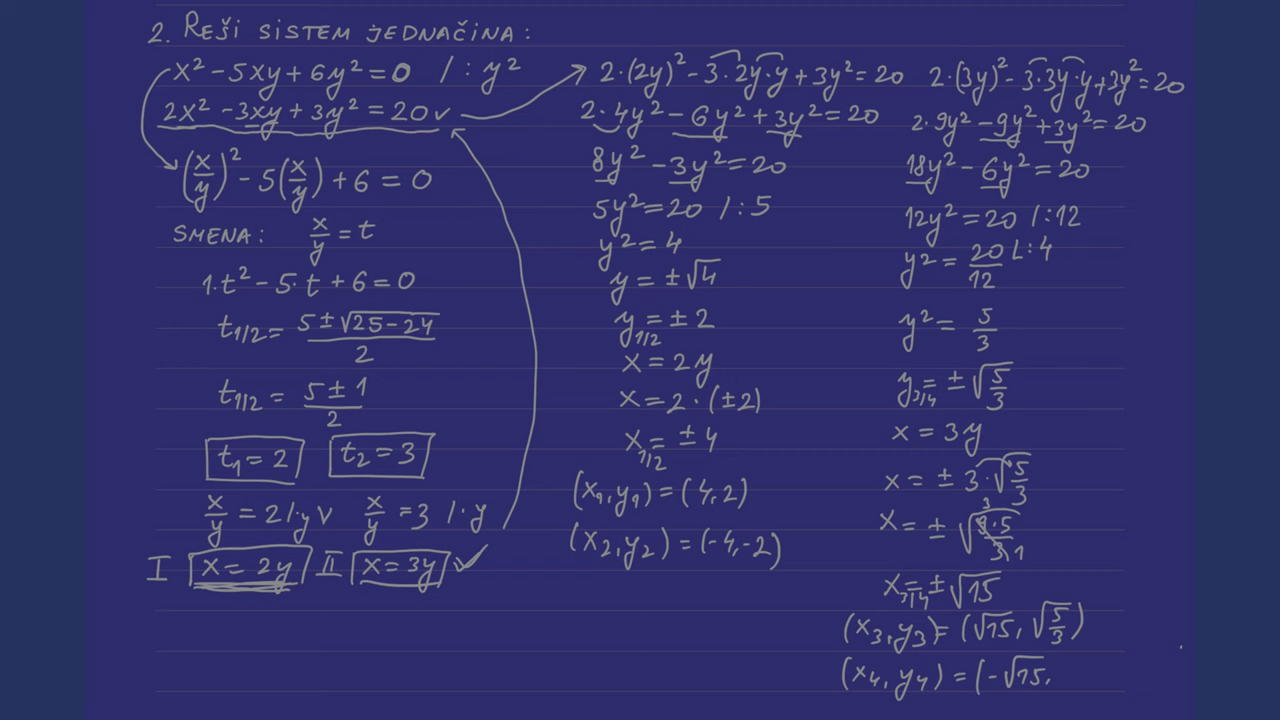 2. REŠI SISTEM JEDNAČINA:
x² - 5xy + 6y² = 0 / : y²
2x² - 3xy + 3y² = 20 ✓
(x/y)² - 5(x/y) + 6 = 0
SMENA: x/y = t
1·t² - 5·t + 6 = 0
t1/2 = (5 ± √25-24)/2
t1/2 = (5 ± 1)/2
t1 = 2 t2 = 3
x/y = 2 /·y ∨ x/y = 3 /·y
I x = 2y II x = 3y ✓
2·(2y)² - 3·2y·y + 3y² = 20
2·4y² - 6y² + 3y² = 20
8y² - 3y² = 20
5y² = 20 / : 5
y² = 4
y = ±√4
y1/2 = ± 2
x = 2y
x = 2·(±2)
x1/2 = ± 4
(x1, y1) = (4, 2)
(x2, y2) = (-4, -2)
2·(3y)² - 3·3y·y + 3y² = 20
2·9y² - 9y² + 3y² = 20
18y² - 6y² = 20
12y² = 20 / : 12
y² = 20/12 / : 4
y² = 5/3
y3/4 = ± √5/3
x = 3y
x = ± 3·√5/3
x = ± √9·5/3 3 1
x3/4 = ± √15
(x3, y3) = (√15, √5/3)
(x4, y4) = (-√15,